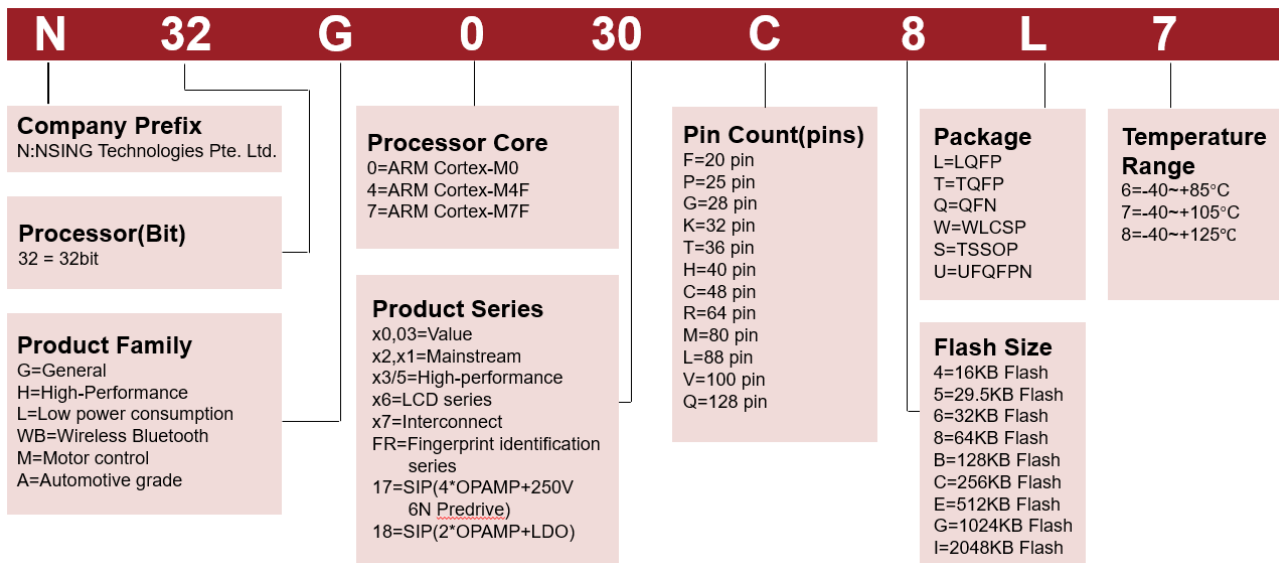 N 32 G 0 30 C 8 L 7
Company Prefix
N:NSING Technologies Pte. Ltd.
Processor(Bit)
32 = 32bit
Product Family
G=General
H=High-Performance
L=Low power consumption
WB=Wireless Bluetooth
M=Motor control
A=Automotive grade
Processor Core
0=ARM Cortex-M0
4=ARM Cortex-M4F
7=ARM Cortex-M7F
Product Series
x0,03=Value
x2,x1=Mainstream
x3/5=High-performance
x6=LCD series
x7=Interconnect
FR=Fingerprint identification
series
17=SIP(4*OPAMP+250V
6N Predrive)
18=SIP(2*OPAMP+LDO)
Pin Count(pins)
F=20 pin
P=25 pin
G=28 pin
K=32 pin
T=36 pin
H=40 pin
C=48 pin
R=64 pin
M=80 pin
L=88 pin
V=100 pin
Q=128 pin
Package
L=LQFP
T=TQFP
Q=QFN
W=WLCSP
S=TSSOP
U=UFQFPN
Flash Size
4=16KB Flash
5=29.5KB Flash
6=32KB Flash
8=64KB Flash
B=128KB Flash
C=256KB Flash
E=512KB Flash
G=1024KB Flash
I=2048KB Flash
Temperature
Range
6=-40~+85°C
7=-40~+105°C
8=-40~+125℃